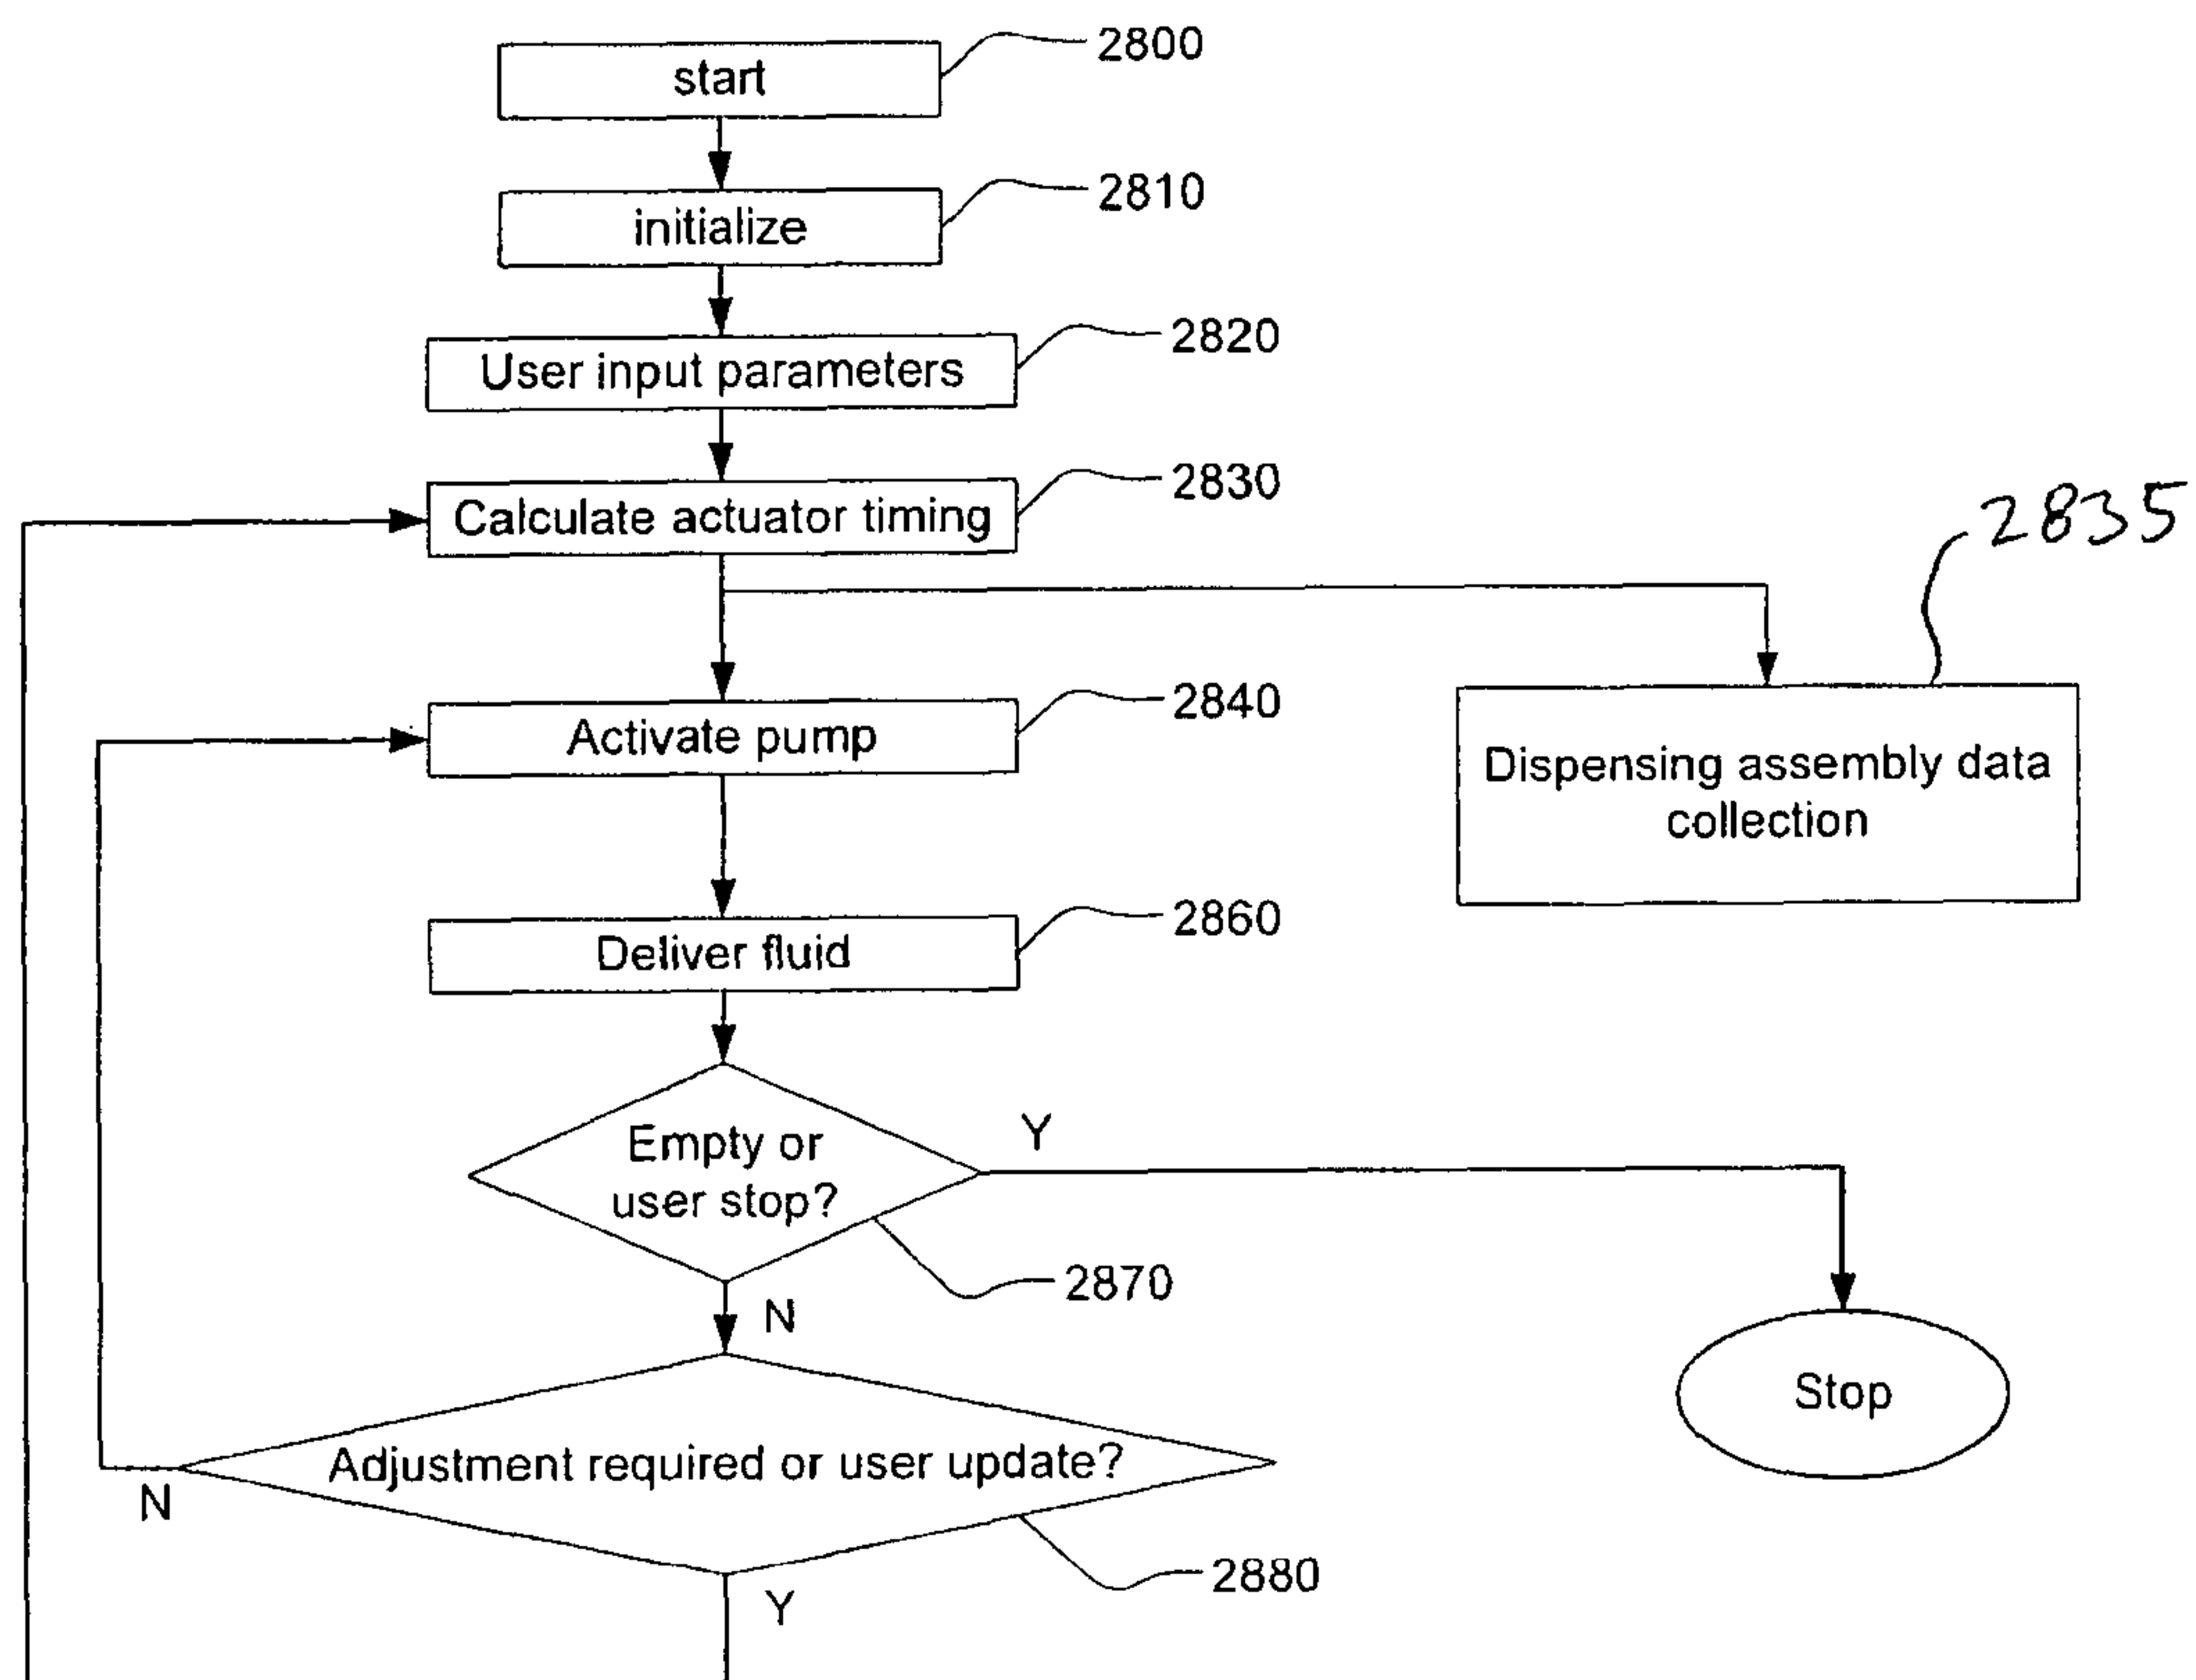 start
2800
initialize
2810
User input parameters
2820
Calculate actuator timing
2830
2835
Activate pump
2840
Dispensing assembly data
collection
Deliver fluid
2860
Empty or
user stop?
Y
2870
N
Stop
Adjustment required or user update?
N
2880
Y